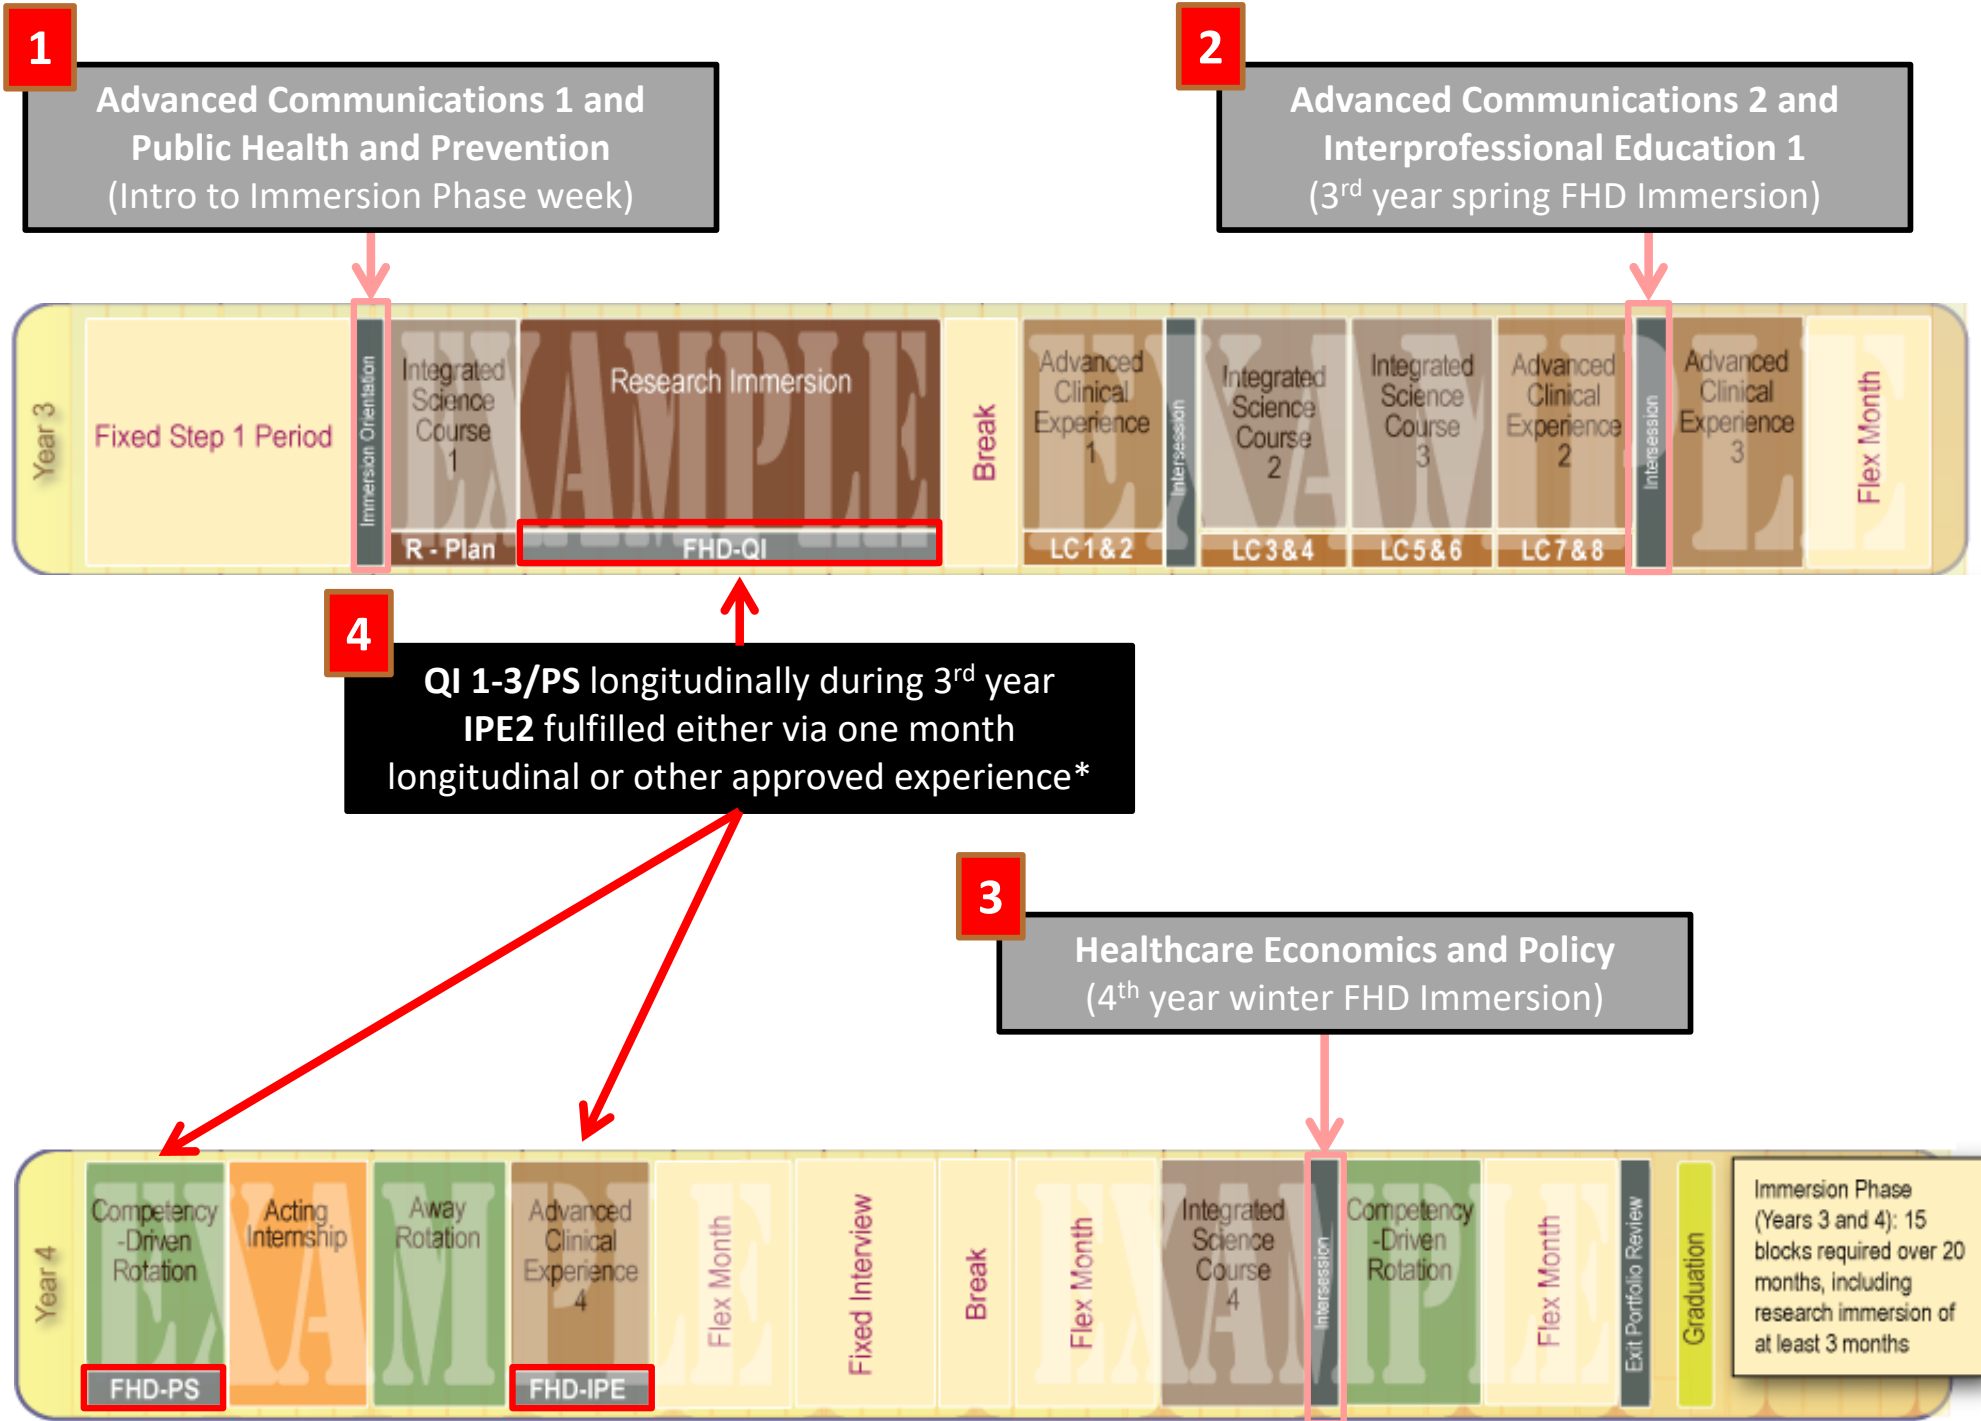 1
Advanced Communications 1 and
Public Health and Prevention
(Intro to Immersion Phase week)
2
Advanced Communications 2 and
Interprofessional Education 1
(3rd year spring FHD Immersion)
Year 3
Fixed Step 1 Period
Immersion Orientation
Integrated
Science
Course
1
R - Plan
EXAMPLE
Research Immersion
FHD-QI
Break
EXAMPLE
Advanced
Clinical
Experience
1
LC 1 & 2
Intersession
Integrated
Science
Course
2
LC 3 & 4
Integrated
Science
Course
3
LC 5 & 6
Advanced
Clinical
Experience
2
LC 7 & 8
Intersession
Advanced
Clinical
Experience
3
Flex Month
4
QI 1-3/PS longitudinally during 3rd year
IPE2 fulfilled either via one month
longitudinal or other approved experience*
3
Healthcare Economics and Policy
(4th year winter FHD Immersion)
Year 4
EXAMPLE
Competency
-Driven
Rotation
FHD-PS
Acting
Internship
Away
Rotation
Advanced
Clinical
Experience
4
FHD-IPE
Flex Month
Fixed Interview
Break
Flex Month
EXAMPLE
Integrated
Science
Course
4
Intersession
Competency
-Driven
Rotation
Flex Month
Exit Portfolio Review
Graduation
Immersion Phase
(Years 3 and 4): 15
blocks required over 20
months, including
research immersion of
at least 3 months